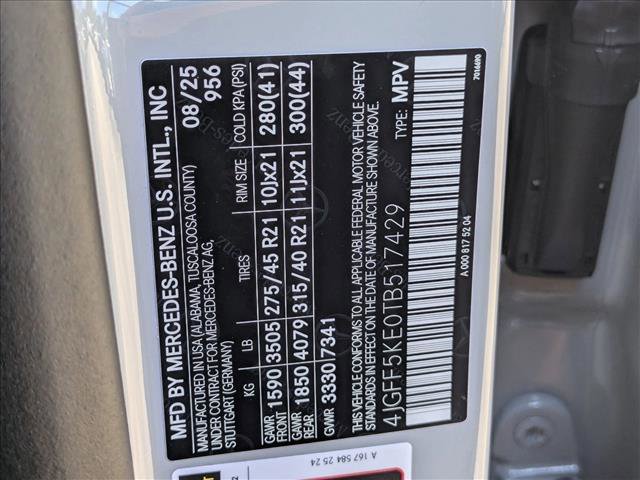 MFD BY MERCEDES-BENZ U.S. INTL., INC 08/25
MANUFACTURED IN USA (ALABAMA, TUSCALOOSA COUNTY) 956
UNDER CONTRACT FOR MERCEDES-BENZ AG,
STUTTGART (GERMANY)
KG LB TIRES RIM SIZE COLD KPA (PSI)
GAWR FRONT 1590 3505 275/45 R21 10Jx21 280(41)
GAWR REAR 1850 4079 315/40 R21 11Jx21 300(44)
GVWR 3330 7341
THIS VEHICLE CONFORMS TO ALL APPLICABLE FEDERAL MOTOR VEHICLE SAFETY
STANDARDS IN EFFECT ON THE DATE OF MANUFACTURE SHOWN ABOVE.
4JGFF5KE0TB517429 TYPE: MPV
A 000 817 52 04
7016690
A 167 584 25 24